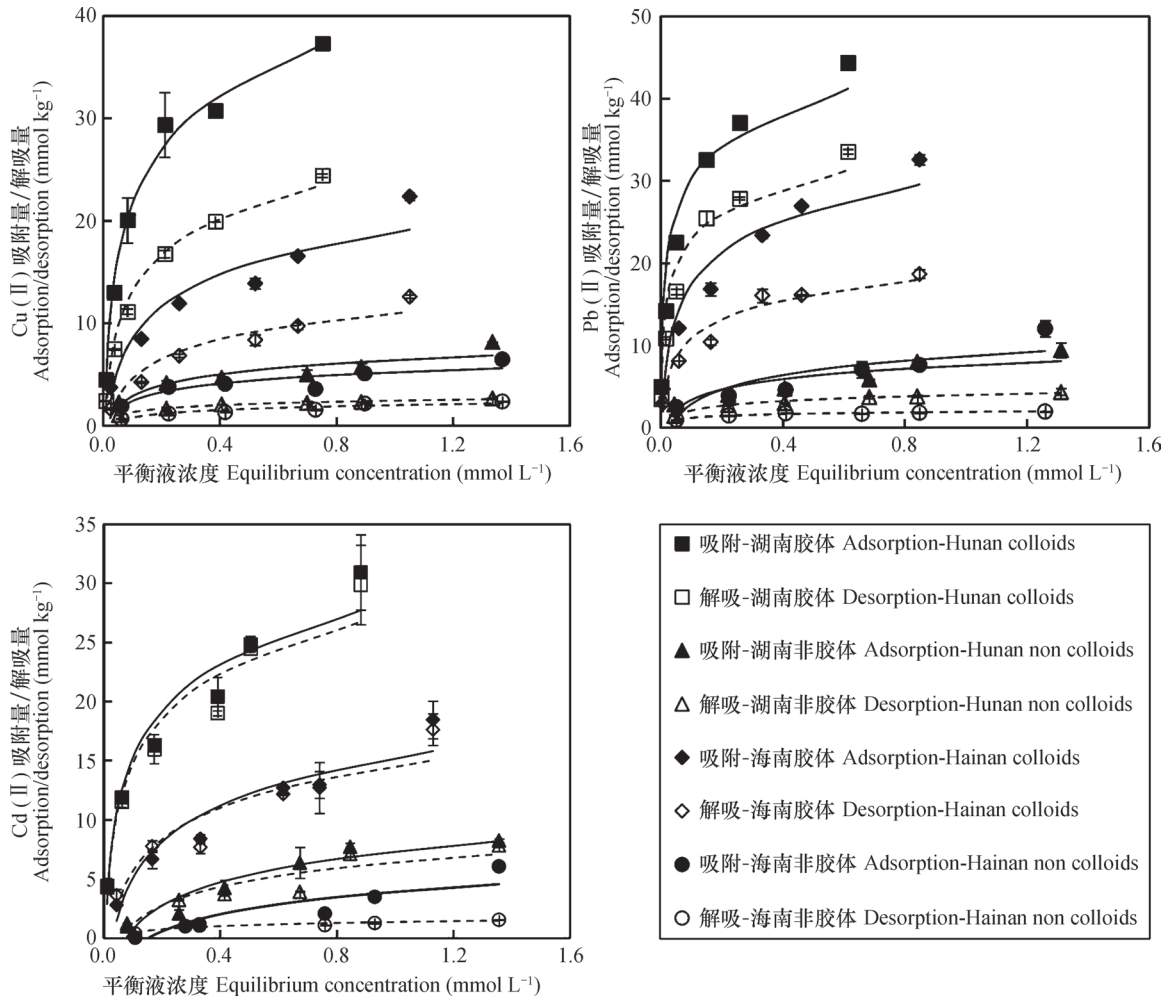 Cu(Ⅱ)吸附量/解吸量
Adsorption/desorption (mmol kg⁻¹)
40
30
20
10
0
0.0
0.4
0.8
1.2
1.6
平衡液浓度 Equilibrium concentration (mmol L⁻¹)
Pb(Ⅱ)吸附量/解吸量
Adsorption/desorption (mmol kg⁻¹)
50
40
30
20
10
0
0.0
0.4
0.8
1.2
1.6
平衡液浓度 Equilibrium concentration (mmol L⁻¹)
Cd(Ⅱ)吸附量/解吸量
Adsorption/desorption (mmol kg⁻¹)
35
30
25
20
15
10
5
0
0.0
0.4
0.8
1.2
1.6
平衡液浓度 Equilibrium concentration (mmol L⁻¹)
吸附-湖南胶体 Adsorption-Hunan colloids
解吸-湖南胶体 Desorption-Hunan colloids
吸附-湖南非胶体 Adsorption-Hunan non colloids
解吸-湖南非胶体 Desorption-Hunan non colloids
吸附-海南胶体 Adsorption-Hainan colloids
解吸-海南胶体 Desorption-Hainan colloids
吸附-海南非胶体 Adsorption-Hainan non colloids
解吸-海南非胶体 Desorption-Hainan non colloids